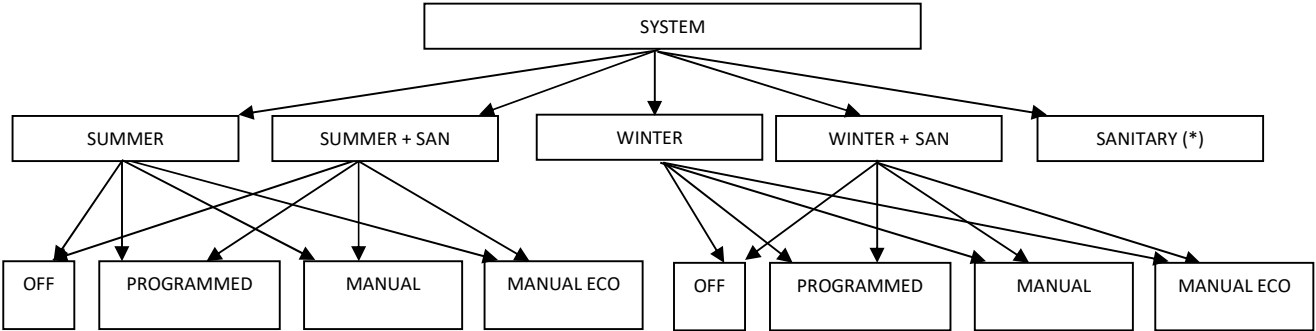 SYSTEM
SUMMER
SUMMER + SAN
WINTER
WINTER + SAN
SANITARY (*)
OFF
PROGRAMMED
MANUAL
MANUAL ECO
OFF
PROGRAMMED
MANUAL
MANUAL ECO